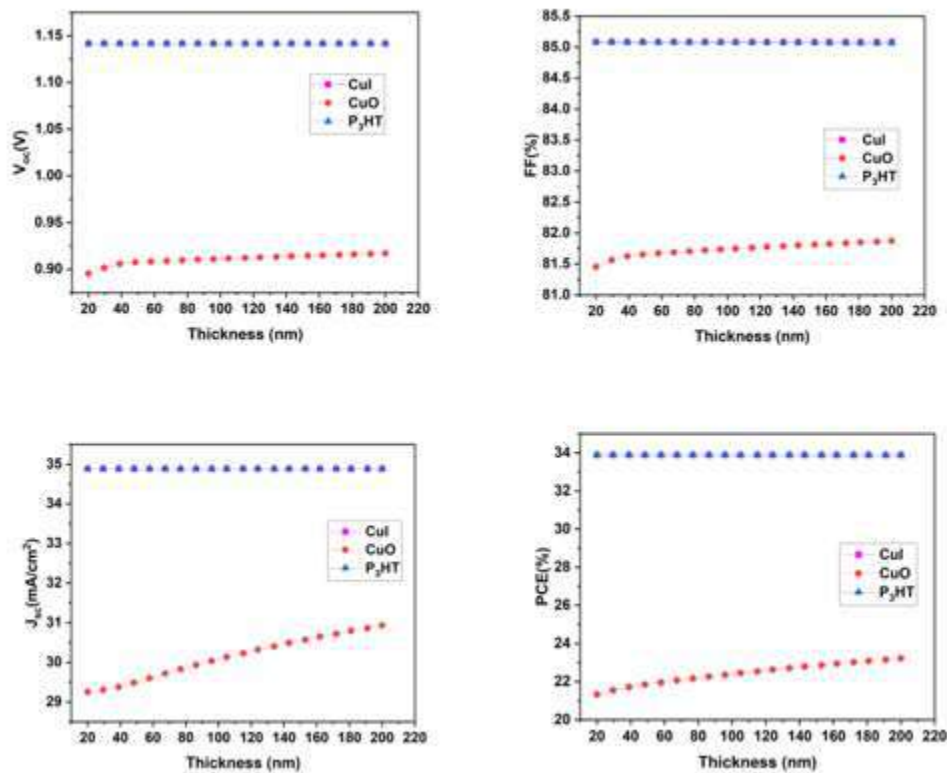 1.15
1.10
1.05
1.00
0.95
0.90
V_oc(V)
CuI
CuO
P₃HT
20 40 60 80 100 120 140 160 180 200 220
Thickness (nm)
85.5
85.0
84.5
84.0
83.5
83.0
82.5
82.0
81.5
81.0
FF(%)
CuI
CuO
P₃HT
20 40 60 80 100 120 140 160 180 200 220
Thickness (nm)
35
34
33
32
31
30
29
J_sc(mA/cm²)
CuI
CuO
P₃HT
20 40 60 80 100 120 140 160 180 200 220
Thickness (nm)
36
34
32
30
28
26
24
22
20
PCE(%)
CuI
CuO
P₃HT
20 40 60 80 100 120 140 160 180 200 220
Thickness (nm)